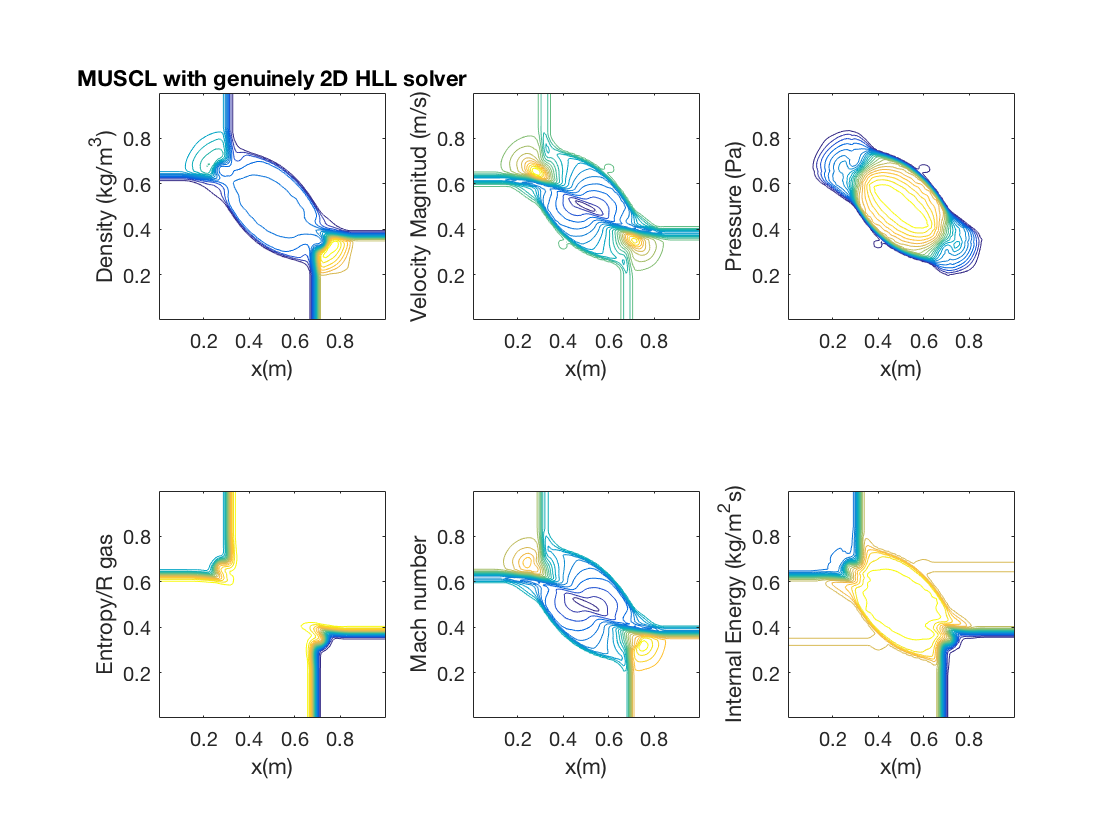 MUSCL with genuinely 2D HLL solver
Density (kg/m^3)
0.8
0.6
0.4
0.2
0.2 0.4 0.6 0.8
x(m)
Velocity Magnitud (m/s)
0.8
0.6
0.4
0.2
0.2 0.4 0.6 0.8
x(m)
Pressure (Pa)
0.8
0.6
0.4
0.2
0.2 0.4 0.6 0.8
x(m)
Entropy/R gas
0.8
0.6
0.4
0.2
0.2 0.4 0.6 0.8
x(m)
Mach number
0.8
0.6
0.4
0.2
0.2 0.4 0.6 0.8
x(m)
Internal Energy (kg/m^2s)
0.8
0.6
0.4
0.2
0.2 0.4 0.6 0.8
x(m)